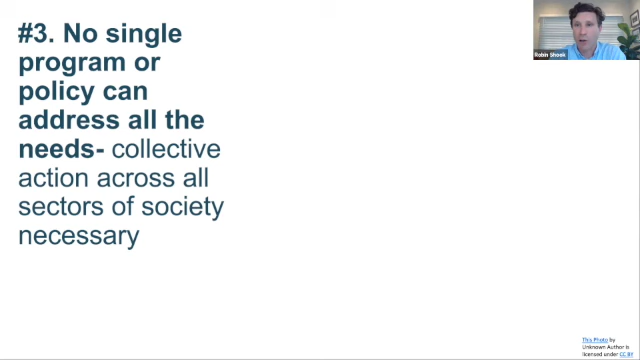 #3. No single
program or
policy can
address all the
needs- collective
action across all
sectors of society
necessary
Robin Shook
This Photo by
Unknown Author is
licensed under CC BY